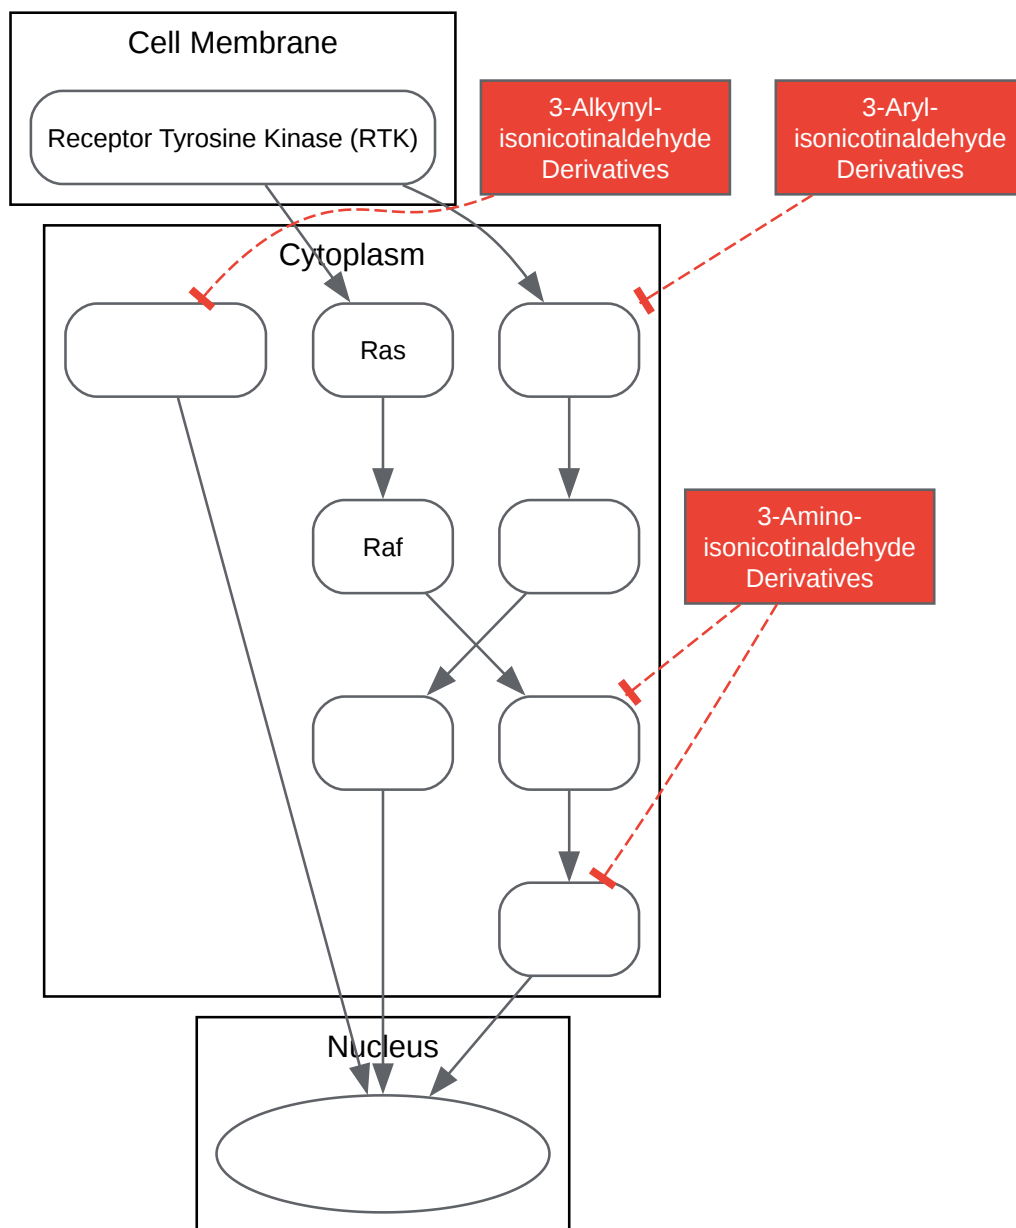 Cell Membrane
Receptor Tyrosine Kinase (RTK)
3-Alkynyl-
isonicotinaldehyde
Derivatives
3-Aryl-
isonicotinaldehyde
Derivatives
Cytoplasm
Ras
Raf
3-Amino-
isonicotinaldehyde
Derivatives
Nucleus